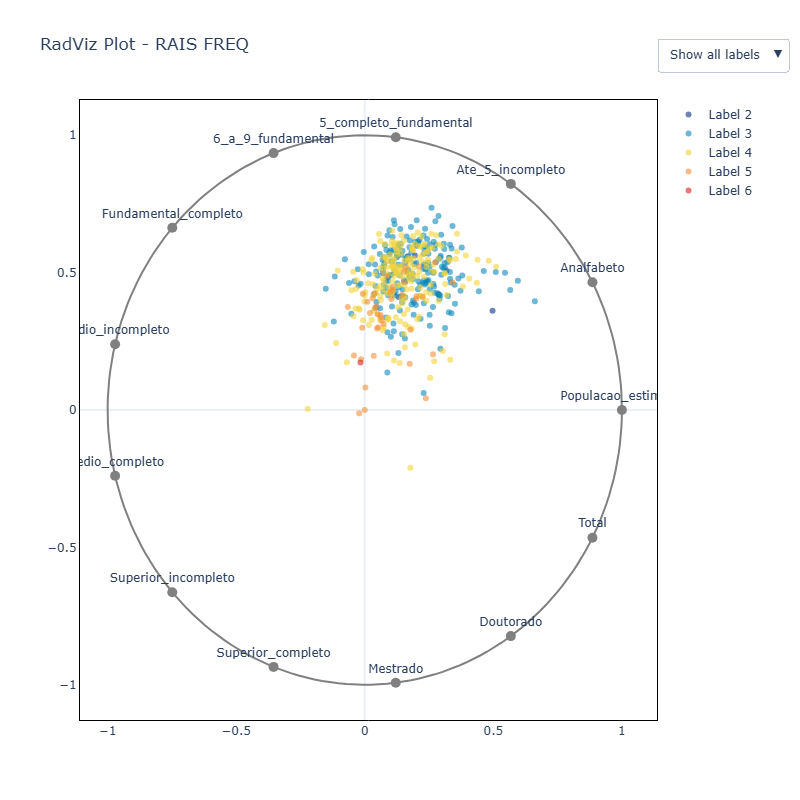 RadViz Plot - RAIS FREQ
Show all labels ▼
Label 2
Label 3
Label 4
Label 5
Label 6
5_completo_fundamental
6_a_9_fundamental
Ate_5_incompleto
Fundamental_completo
Analfabeto
dio_incompleto
Populacao_estim
edio_completo
Total
Superior_incompleto
Doutorado
Superior_completo
Mestrado
1
0.5
0
−0.5
−1
−1
−0.5
0
0.5
1